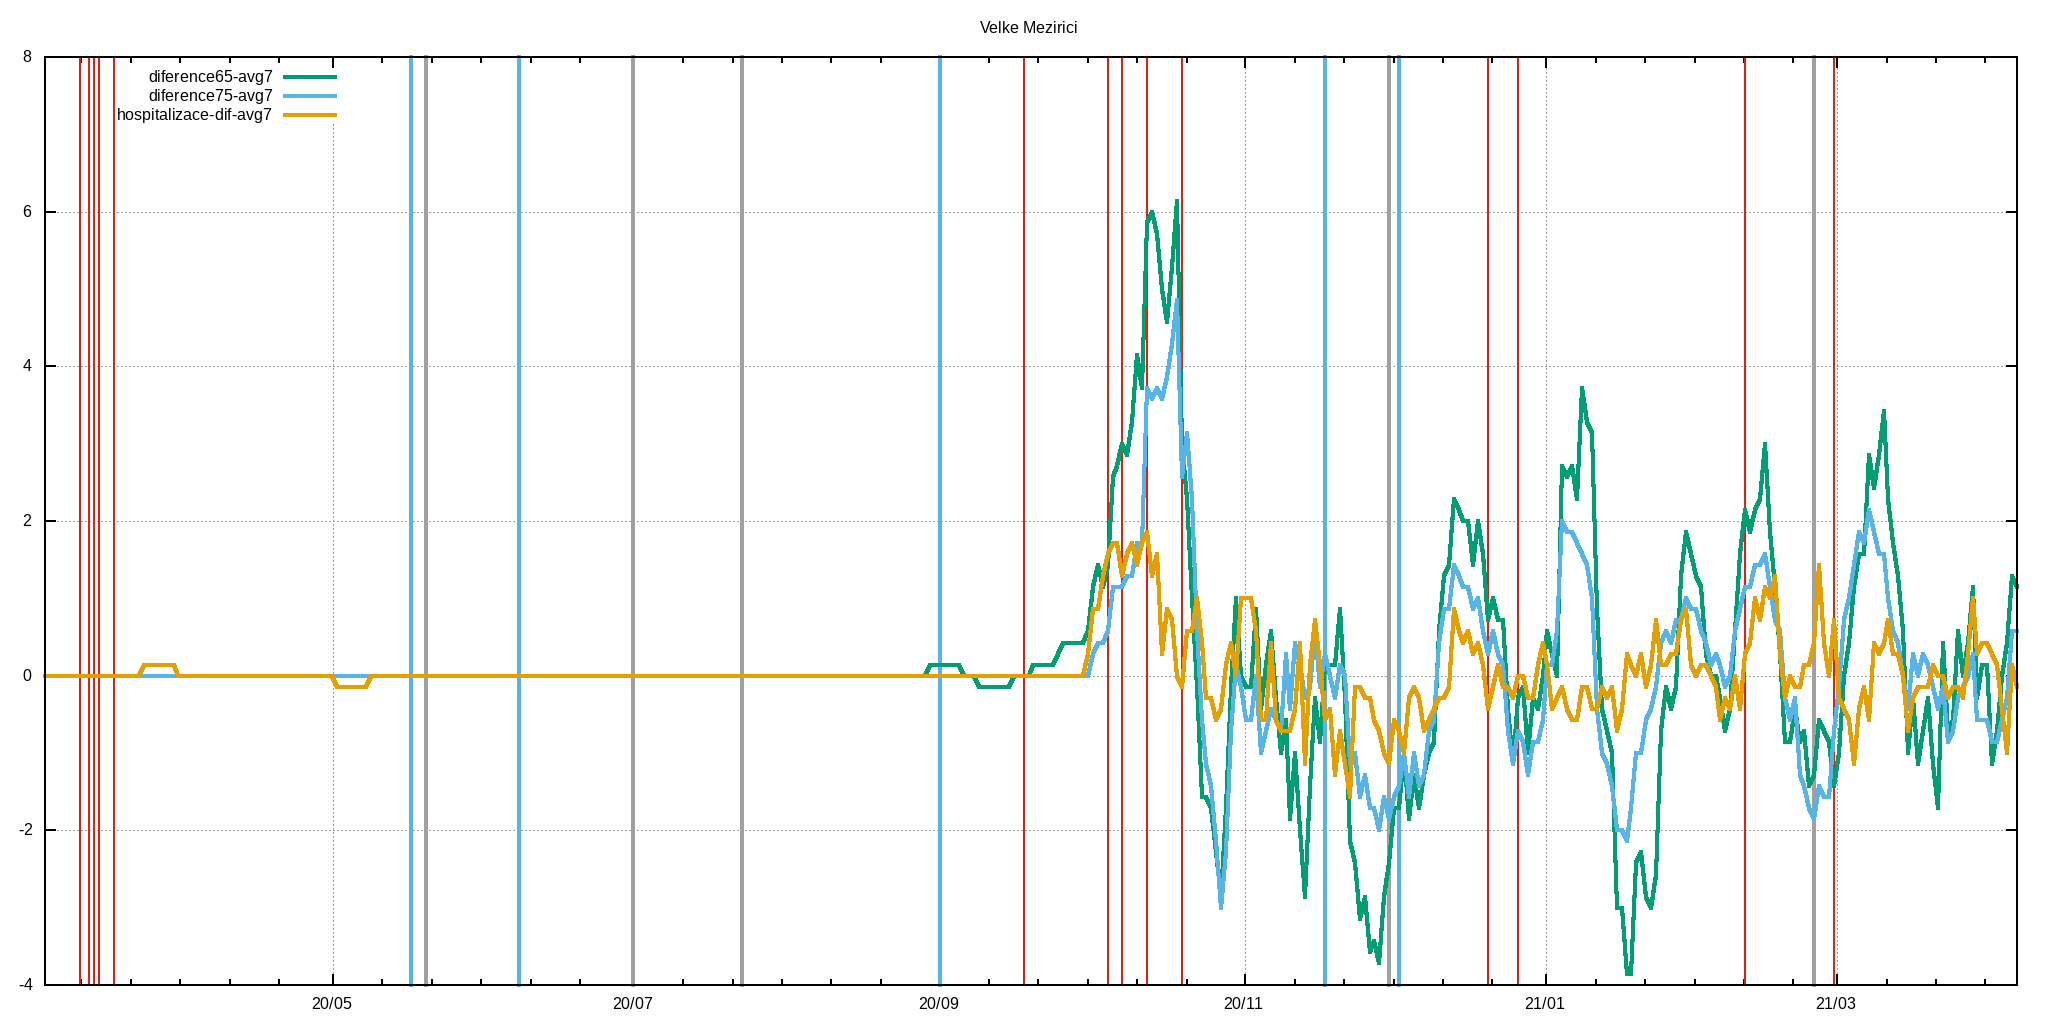 Velke Mezirici
8
diference65-avg7
diference75-avg7
hospitalizace-dif-avg7
6
4
2
0
-2
-4
20/05 20/07 20/09 20/11 21/01 21/03